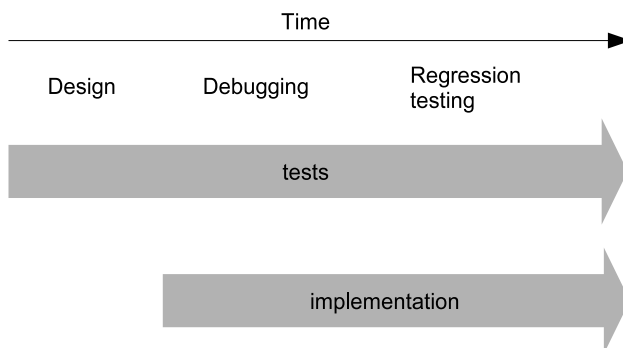 Time
Design
Debugging
Regression
testing
tests
implementation